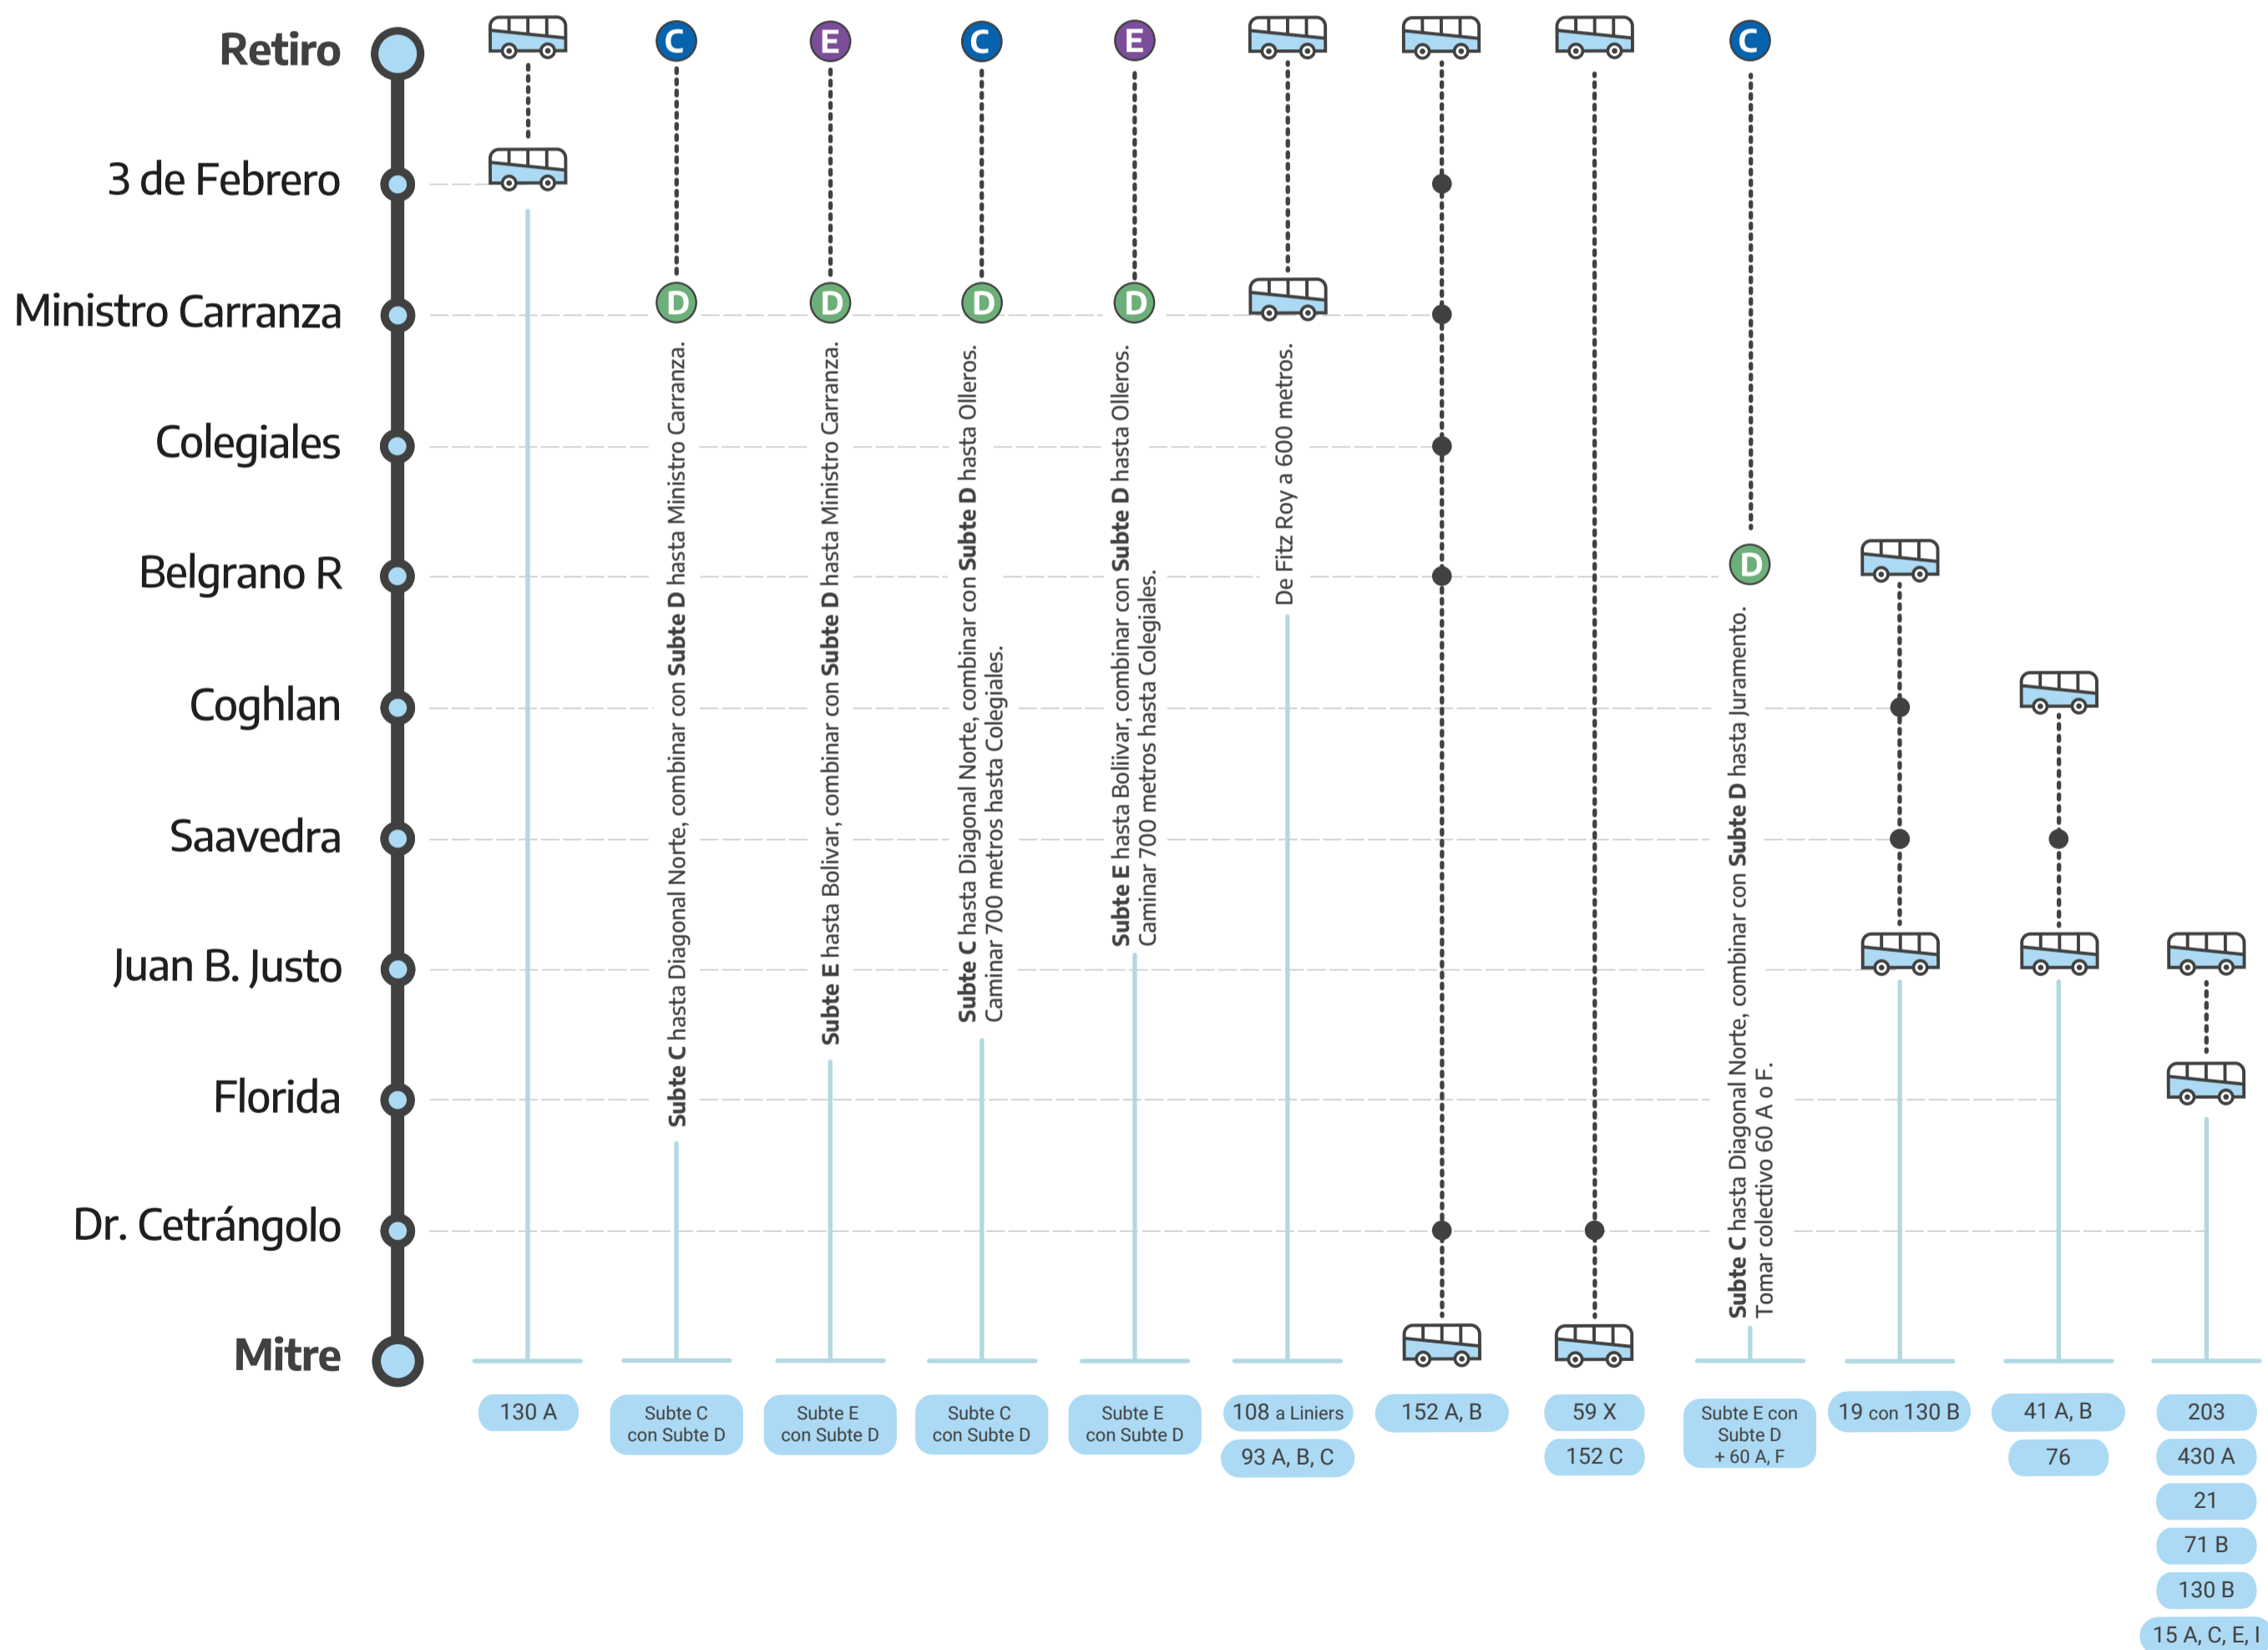 Retiro
3 de Febrero
Ministro Carranza
Colegiales
Belgrano R
Coghlan
Saavedra
Juan B. Justo
Florida
Dr. Cetrángolo
Mitre
C
E
C
E
C
D
D
D
D
D
Subte C hasta Diagonal Norte, combinar con Subte D hasta Ministro Carranza.
Subte E hasta Bolivar, combinar con Subte D hasta Ministro Carranza.
Subte C hasta Diagonal Norte, combinar con Subte D hasta Olleros.
Caminar 700 metros hasta Colegiales.
Subte E hasta Boliivar, combinar con Subte D hasta Olleros.
Caminar 700 metros hasta Colegiales.
De Fitz Roy a 600 metros.
Subte C hasta Diagonal Norte, combinar con Subte D hasta Juramento.
Tomar colectivo 60 A o F.
130 A
Subte C
con Subte D
Subte E
con Subte D
Subte C
con Subte D
Subte E
con Subte D
108 a Liniers
93 A, B, C
152 A, B
59 X
152 C
Subte E con
Subte D
+ 60 A, F
19 con 130 B
41 A, B
76
203
430 A
21
71 B
130 B
15 A, C, E, I